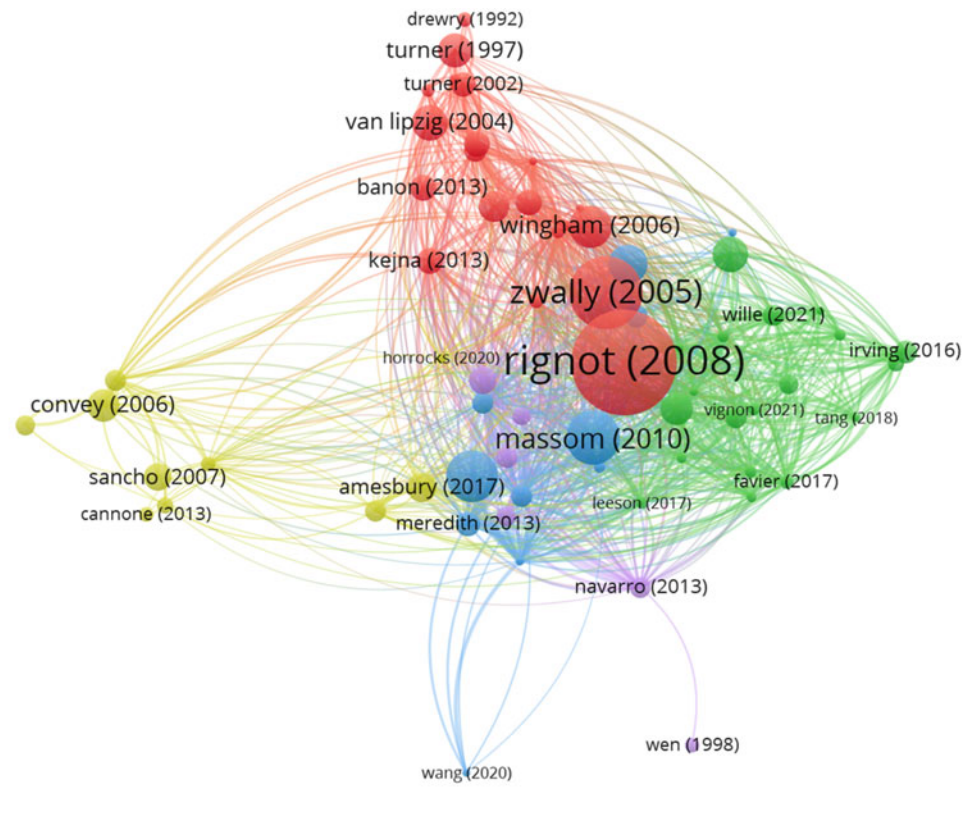 drewry (1992)
turner (1997)
turner (2002)
van lipzig (2004)
banon (2013)
wingham (2006)
kejna (2013)
zwally (2005)
wille (2021)
irving (2016)
horrocks (2020)
rignot (2008)
convey (2006)
vignon (2021)
tang (2018)
massom (2010)
sancho (2007)
favier (2017)
amesbury (2017)
leeson (2017)
cannone (2013)
meredith (2013)
navarro (2013)
wen (1998)
wang (2020)